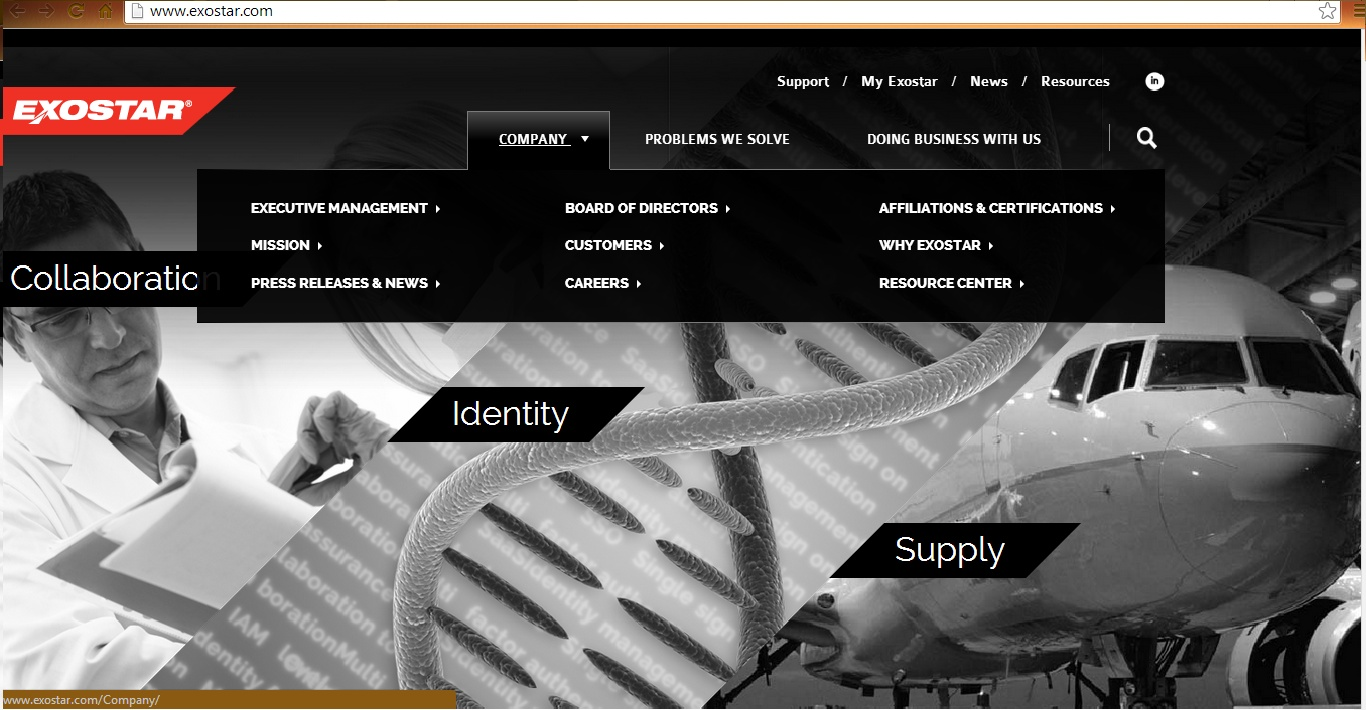 www.exostar.com
Support / My Exostar / News / Resources in
EXOSTAR®
COMPANY PROBLEMS WE SOLVE DOING BUSINESS WITH US
EXECUTIVE MANAGEMENT BOARD OF DIRECTORS AFFILIATIONS & CERTIFICATIONS
MISSION CUSTOMERS WHY EXOSTAR
Collaboration
PRESS RELEASES & NEWS CAREERS RESOURCE CENTER
Identity
Supply
www.exostar.com/Company/